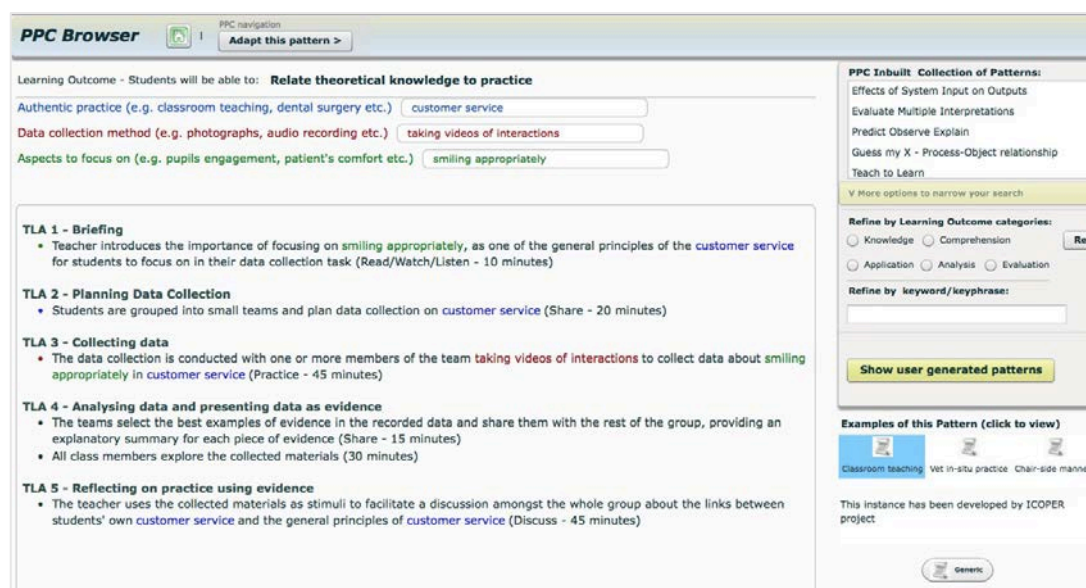 PPC Browser
PPC navigation
Adapt this pattern >
Learning Outcome - Students will be able to: Relate theoretical knowledge to practice
Authentic practice (e.g. classroom teaching, dental surgery etc.) customer service
Data collection method (e.g. photographs, audio recording etc.) taking videos of interactions
Aspects to focus on (e.g. pupils engagement, patient's comfort etc.) smiling appropriately
TLA 1 - Briefing
• Teacher introduces the importance of focusing on smiling appropriately, as one of the general principles of the customer service
for students to focus on in their data collection task (Read/Watch/Listen - 10 minutes)
TLA 2 - Planning Data Collection
• Students are grouped into small teams and plan data collection on customer service (Share - 20 minutes)
TLA 3 - Collecting data
• The data collection is conducted with one or more members of the team taking videos of interactions to collect data about smiling
appropriately in customer service (Practice - 45 minutes)
TLA 4 - Analysing data and presenting data as evidence
• The teams select the best examples of evidence in the recorded data and share them with the rest of the group, providing an
explanatory summary for each piece of evidence (Share - 15 minutes)
• All class members explore the collected materials (30 minutes)
TLA 5 - Reflecting on practice using evidence
• The teacher uses the collected materials as stimuli to facilitate a discussion amongst the whole group about the links between
students' own customer service and the general principles of customer service (Discuss - 45 minutes)
PPC Inbuilt Collection of Patterns:
Effects of System Input on Outputs
Evaluate Multiple Interpretations
Predict Observe Explain
Guess my X - Process-Object relationship
Teach to Learn
V More options to narrow your search
Refine by Learning Outcome categories:
Knowledge Comprehension Re
Application Analysis Evaluation
Refine by keyword/keyphrase:
Show user generated patterns
Examples of this Pattern (click to view)
Classroom teaching Vet in-situ practice Chair-side manne
This instance has been developed by ICOPER
project
Generic